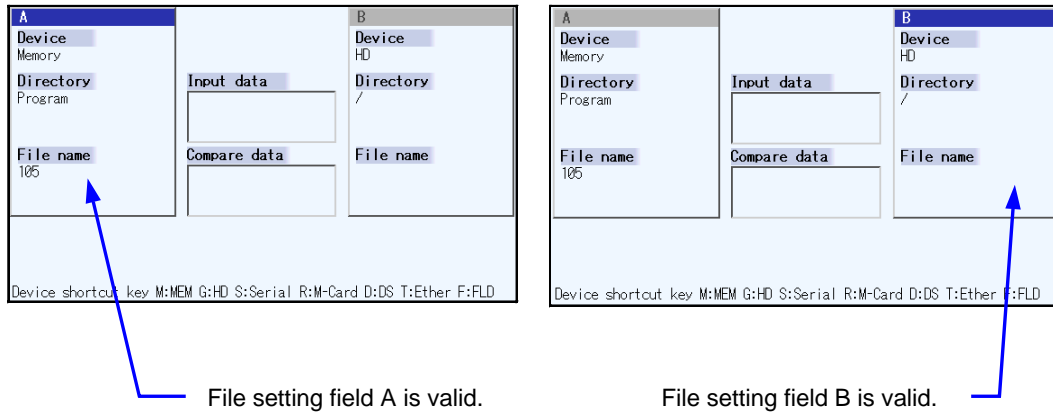 A
Device
Memory
Directory
Program
File name
105
Input data
Compare data
B
Device
HD
Directory
/
File name
Device shortcut key M:MEM G:HD S:Serial R:M-Card D:DS T:Ether F:FLD
A
Device
Memory
Directory
Program
File name
105
Input data
Compare data
B
Device
HD
Directory
/
File name
Device shortcut key M:MEM G:HD S:Serial R:M-Card D:DS T:Ether F:FLD
File setting field A is valid.
File setting field B is valid.